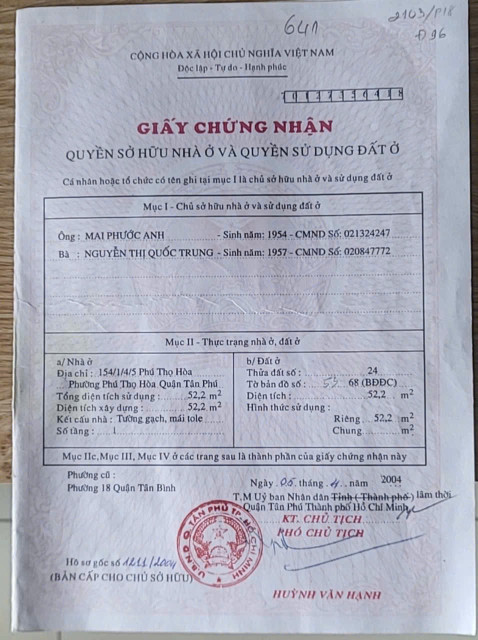 641
2103/P18
Đ96
CỘNG HÒA XÃ HỘI CHỦ NGHĨA VIỆT NAM
Độc lập - Tự do - Hạnh phúc
GIẤY CHỨNG NHẬN
QUYỀN SỞ HỮU NHÀ Ở VÀ QUYỀN SỬ DỤNG ĐẤT Ở
Cá nhân hoặc tổ chức có tên ghi tại mục I là chủ sở hữu nhà ở và sử dụng đất ở
Mục I - Chủ sở hữu nhà ở và sử dụng đất ở
Ông : MAI PHƯỚC ANH - Sinh năm: 1954 - CMND Số: 021324247
Bà : NGUYỄN THỊ QUỐC TRUNG - Sinh năm: 1957 - CMND Số: 020847772
Mục II - Thực trạng nhà ở, đất ở
a/ Nhà ở
Địa chỉ : 154/1/4/5 Phú Thọ Hòa
Phường Phú Thọ Hòa Quận Tân Phú
Tổng diện tích sử dụng : 52,2 m2
Diện tích xây dựng : 52,2 m2
Kết cấu nhà : Tường gạch, mái tole
Số tầng : 1
b/ Đất ở
Thửa đất số : 24
Tờ bản đồ số : 68 (BĐĐC)
Diện tích : 52,2 m2
Hình thức sử dụng :
Riêng : 52,2 m2
Chung m2
Mục IIc, Mục III, Mục IV ở các trang sau là thành phần của giấy chứng nhận này
Phường cũ :
Phường 18 Quận Tân Bình
Ngày 05 tháng 4 năm 2004
T.M Uỷ ban Nhân dân Tỉnh ( Thành phố ) lâm thời
Quận Tân Phú Thành phố Hồ Chí Minh
KT. CHỦ TỊCH
PHÓ CHỦ TỊCH
U.B.N.D Q TÂN PHÚ TP. HỒ CHÍ MINH
Hồ sơ gốc số 1211/2004
(BẢN CẤP CHO CHỦ SỞ HỮU)
HUỲNH VĂN HẠNH